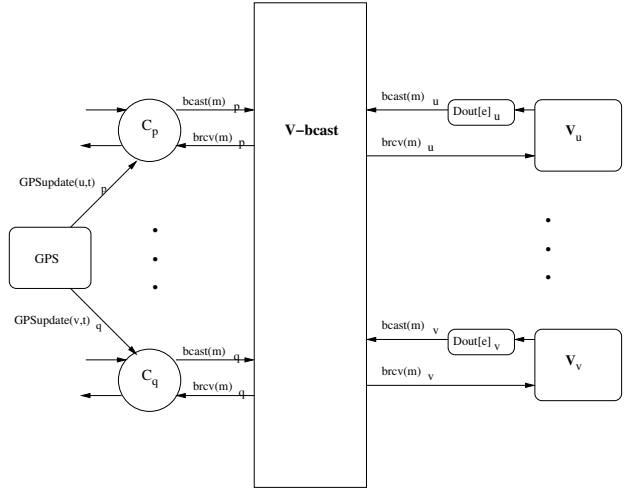 bcast(m) p
C p
brcv(m) p
GPSupdate(u,t) p
GPS
GPSupdate(v,t) q
bcast(m) q
C q
brcv(m) q
V−bcast
bcast(m) u
Dout[e] u
V u
brcv(m) u
bcast(m) v
Dout[e] v
V v
brcv(m) v